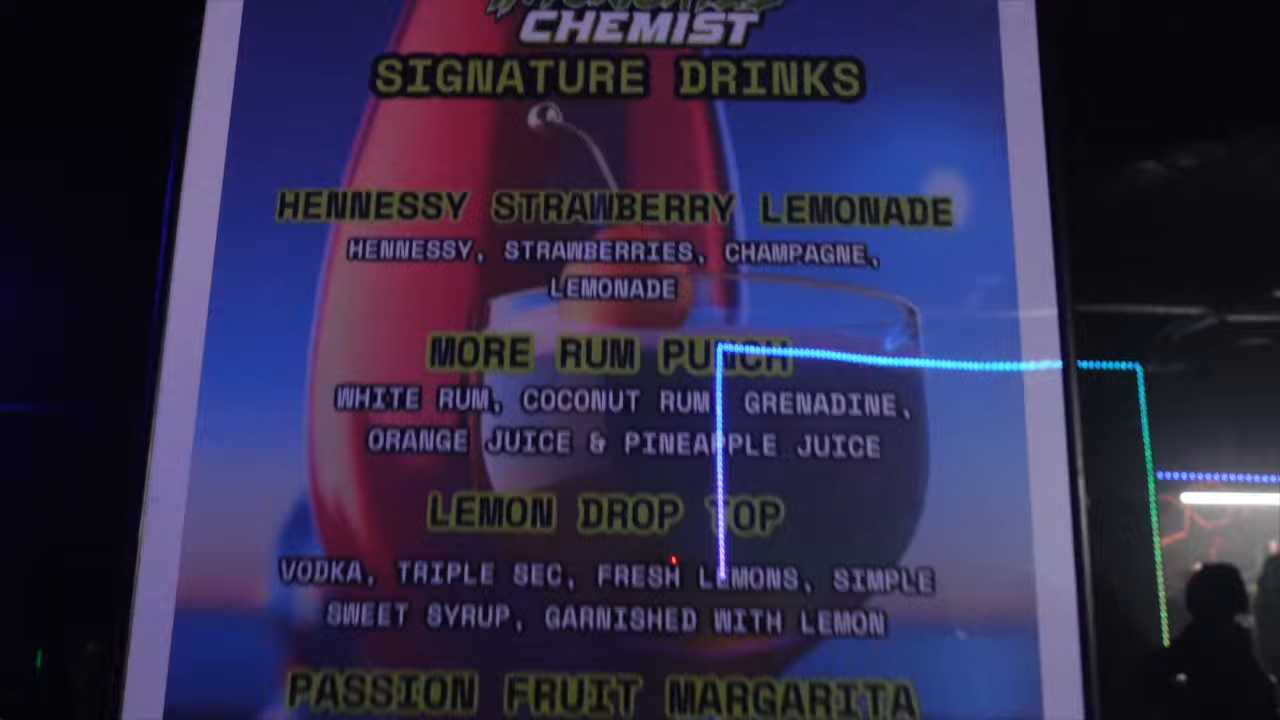 CHEMIST
SIGNATURE DRINKS
HENNESSY STRAWBERRY LEMONADE
HENNESSY, STRAWBERRIES, CHAMPAGNE,
LEMONADE
MORE RUM PUNCH
WHITE RUM, COCONUT RUM, GRENADINE,
ORANGE JUICE & PINEAPPLE JUICE
LEMON DROP TOP
VODKA, TRIPLE SEC, FRESH LEMONS, SIMPLE
SWEET SYRUP, GARNISHED WITH LEMON
PASSION FRUIT MARGARITA